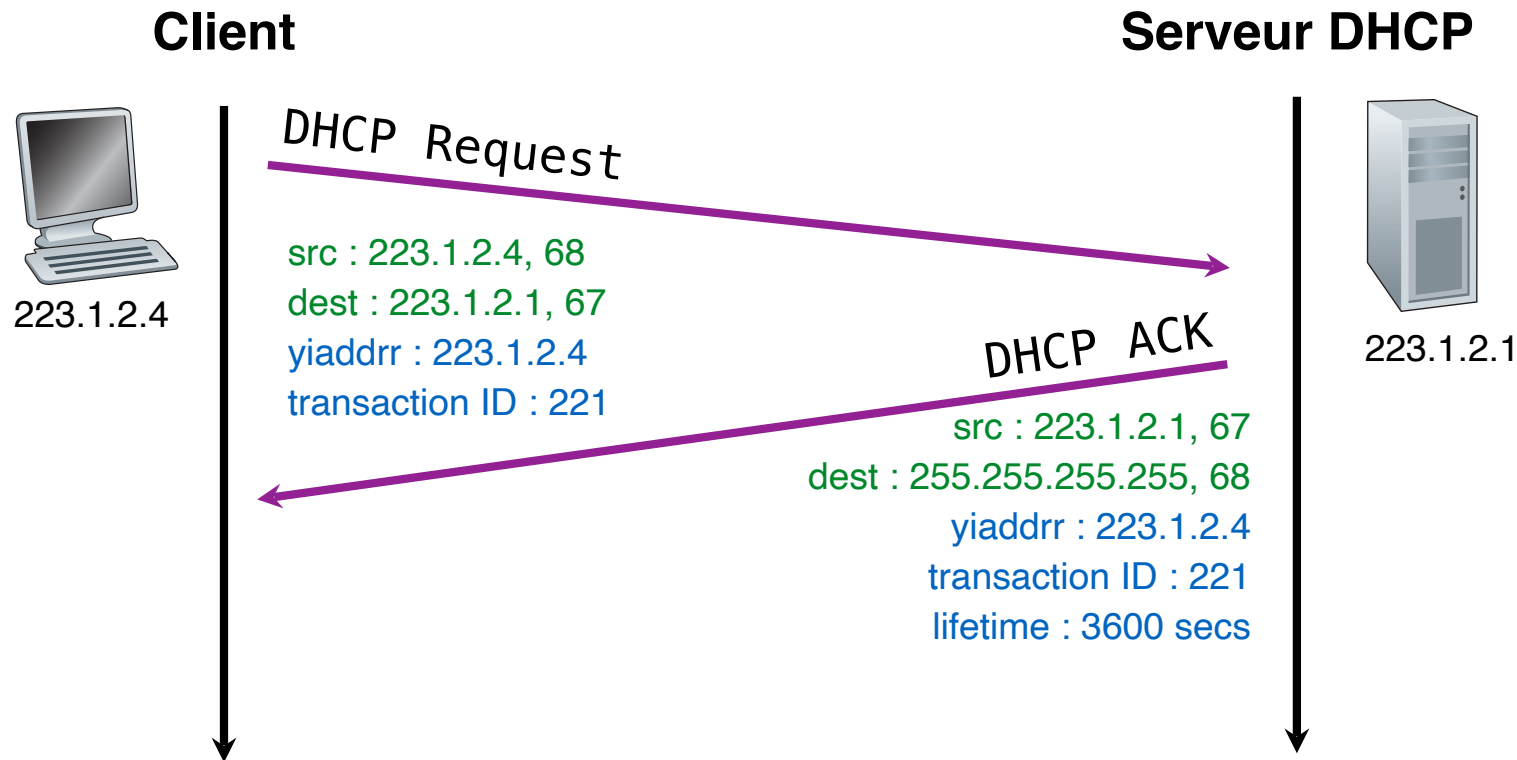 Client
Serveur DHCP
DHCP Request
src : 223.1.2.4, 68
dest : 223.1.2.1, 67
yiaddrr : 223.1.2.4
transaction ID : 221
223.1.2.4
223.1.2.1
DHCP ACK
src : 223.1.2.1, 67
dest : 255.255.255.255, 68
yiaddrr : 223.1.2.4
transaction ID : 221
lifetime : 3600 secs